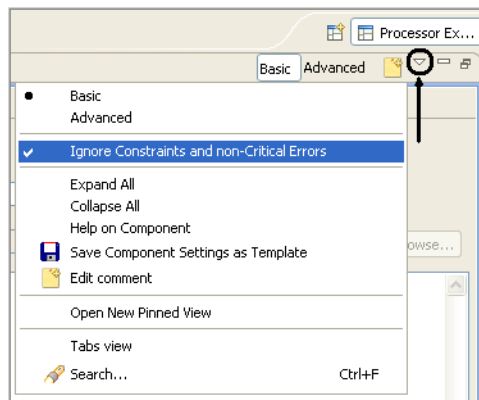 Processor Ex...
Basic Advanced
Basic
Advanced
Ignore Constraints and non-Critical Errors
Expand All
Collapse All
Help on Component
owse...
Save Component Settings as Template
Edit comment
Open New Pinned View
Tabs view
Search... Ctrl+F